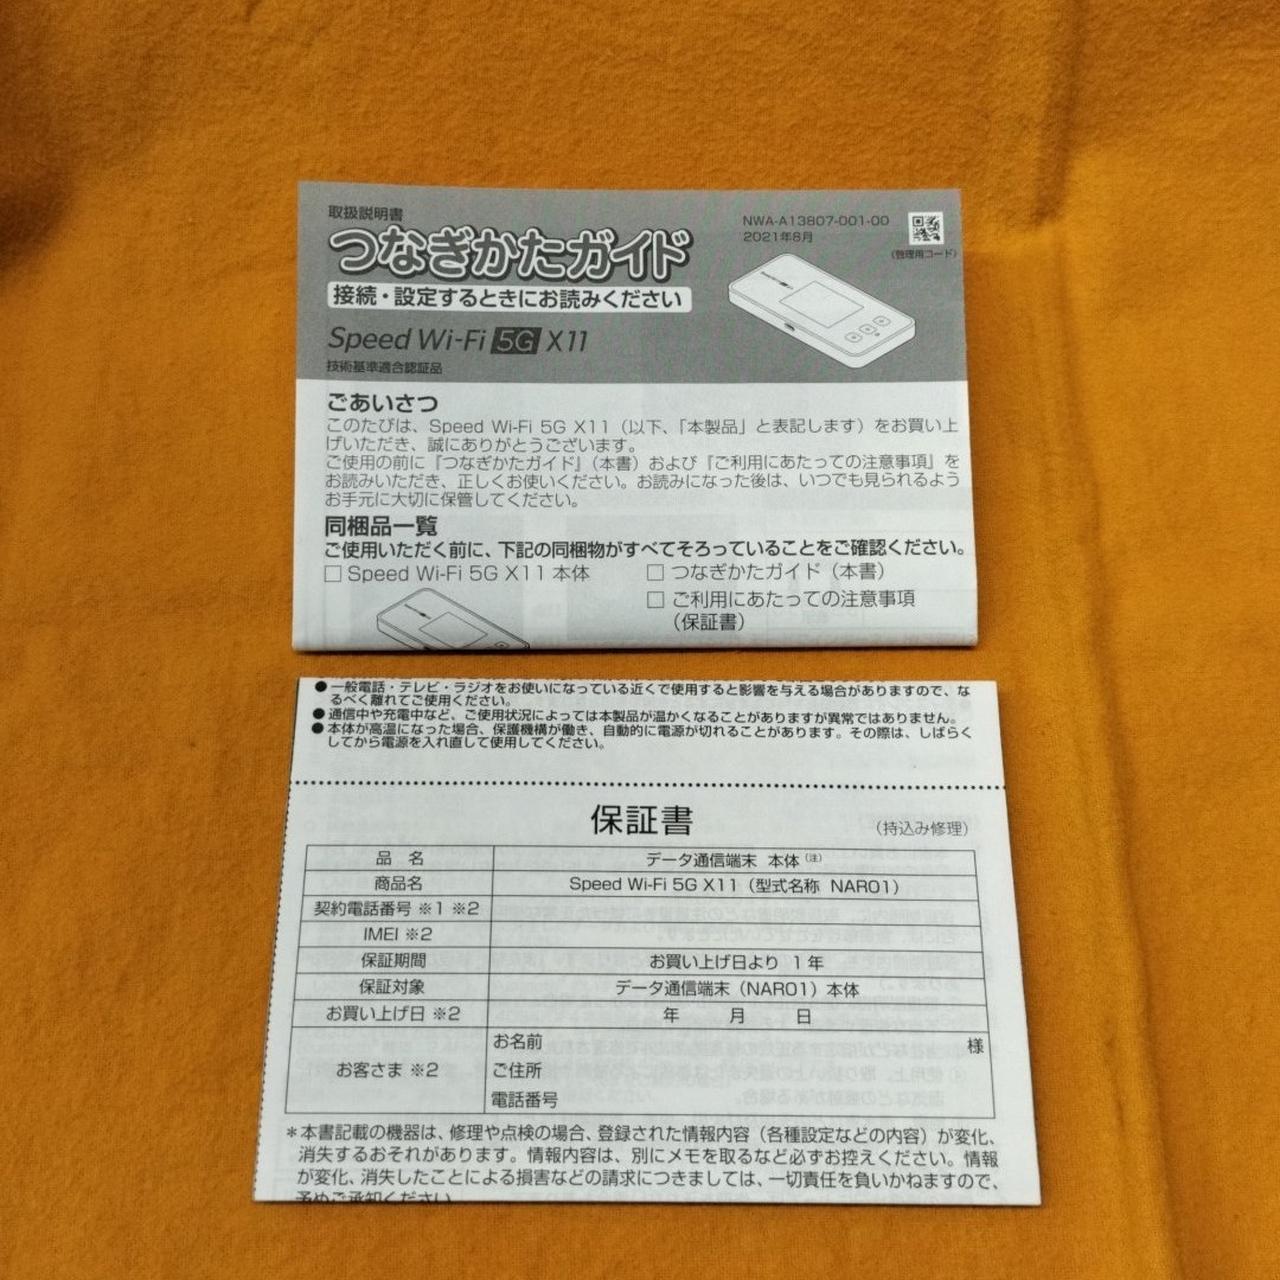 取扱説明書
つなぎかたガイド
接続・設定するときにお読みください
Speed Wi-Fi 5G X11
技術基準適合認証品
NWA-A13807-001-00
2021年8月
(管理用コード)
ごあいさつ
このたびは、Speed Wi-Fi 5G X11（以下、「本製品」と表記します）をお買い上
げいただき、誠にありがとうございます。
ご使用の前に『つなぎかたガイド』（本書）および『ご利用にあたっての注意事項』を
お読みいただき、正しくお使いください。お読みになった後は、いつでも見られるよう
お手元に大切に保管してください。
同梱品一覧
ご使用いただく前に、下記の同梱物がすべてそろっていることをご確認ください。
□ Speed Wi-Fi 5G X11 本体
□ つなぎかたガイド（本書）
□ ご利用にあたっての注意事項
（保証書）
●一般電話・テレビ・ラジオをお使いになっている近くで使用すると影響を与える場合がありますので、な
るべく離れてご使用ください。
●通信中や充電中など、ご使用状況によっては本製品が温かくなることがありますが異常ではありません。
●本体が高温になった場合、保護機構が働き、自動的に電源が切れることがあります。その際は、しばらく
してから電源を入れ直して使用してください。
保証書
（持込み修理）
品 名 データ通信端末 本体（注）
商品名 Speed Wi-Fi 5G X11（型式名称 NAR01）
契約電話番号 ※1 ※2
IMEI ※2
保証期間 お買い上げ日より 1 年
保証対象 データ通信端末（NAR01）本体
お買い上げ日 ※2 年 月 日
お客さま ※2
お名前 様
ご住所
電話番号
＊本書記載の機器は、修理や点検の場合、登録された情報内容（各種設定などの内容）が変化、
消失するおそれがあります。情報内容は、別にメモを取るなど必ずお控えください。情報
が変化、消失したことによる損害などの請求につきましては、一切責任を負いかねますので、
予めご承知ください。